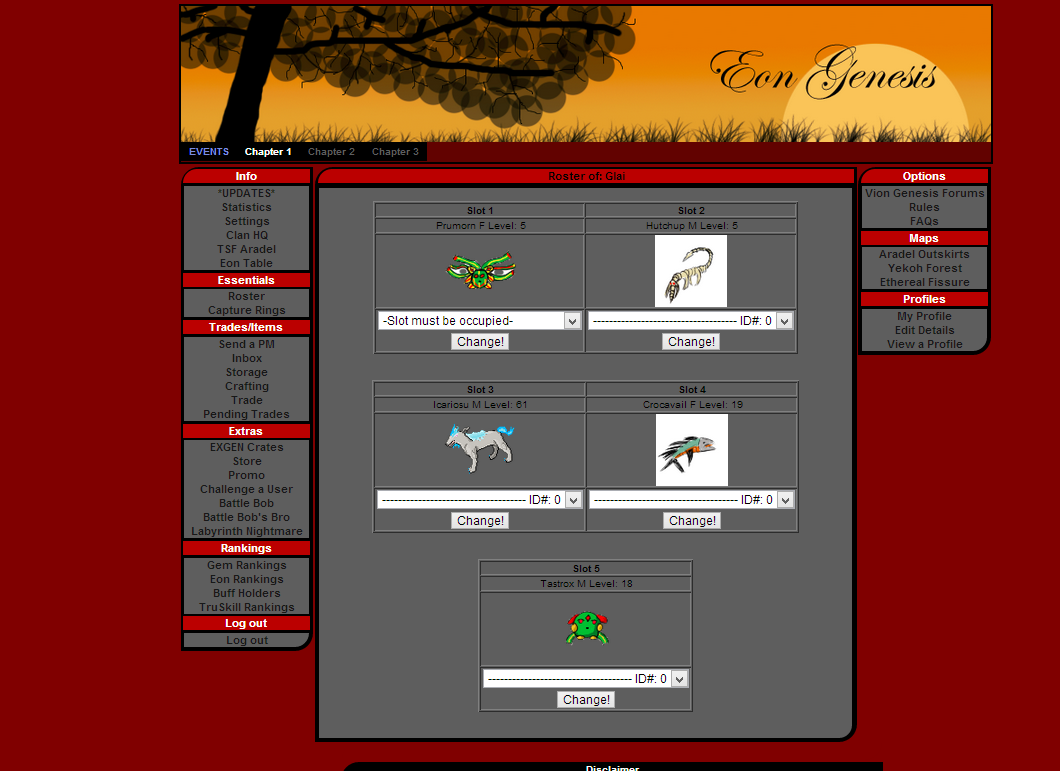 Eon Genesis
EVENTS Chapter 1 Chapter 2 Chapter 3
Info
*UPDATES*
Statistics
Settings
Clan HQ
TSF Aradel
Eon Table
Essentials
Roster
Capture Rings
Trades/Items
Send a PM
Inbox
Storage
Crafting
Trade
Pending Trades
Extras
EXGEN Crates
Store
Promo
Challenge a User
Battle Bob
Battle Bob's Bro
Labyrinth Nightmare
Rankings
Gem Rankings
Eon Rankings
Buff Holders
TruSkill Rankings
Log out
Log out
Roster of: Glai
Slot 1
Prumorn F Level: 5
-Slot must be occupied-
Change!
Slot 2
Hutchup M Level: 5
------------------------------------ ID#: 0
Change!
Slot 3
Icariosu M Level: 61
------------------------------------ ID#: 0
Change!
Slot 4
Crocavail F Level: 19
------------------------------------ ID#: 0
Change!
Slot 5
Tastrox M Level: 18
------------------------------------ ID#: 0
Change!
Options
Vion Genesis Forums
Rules
FAQs
Maps
Aradel Outskirts
Yekoh Forest
Ethereal Fissure
Profiles
My Profile
Edit Details
View a Profile
Disclaimer